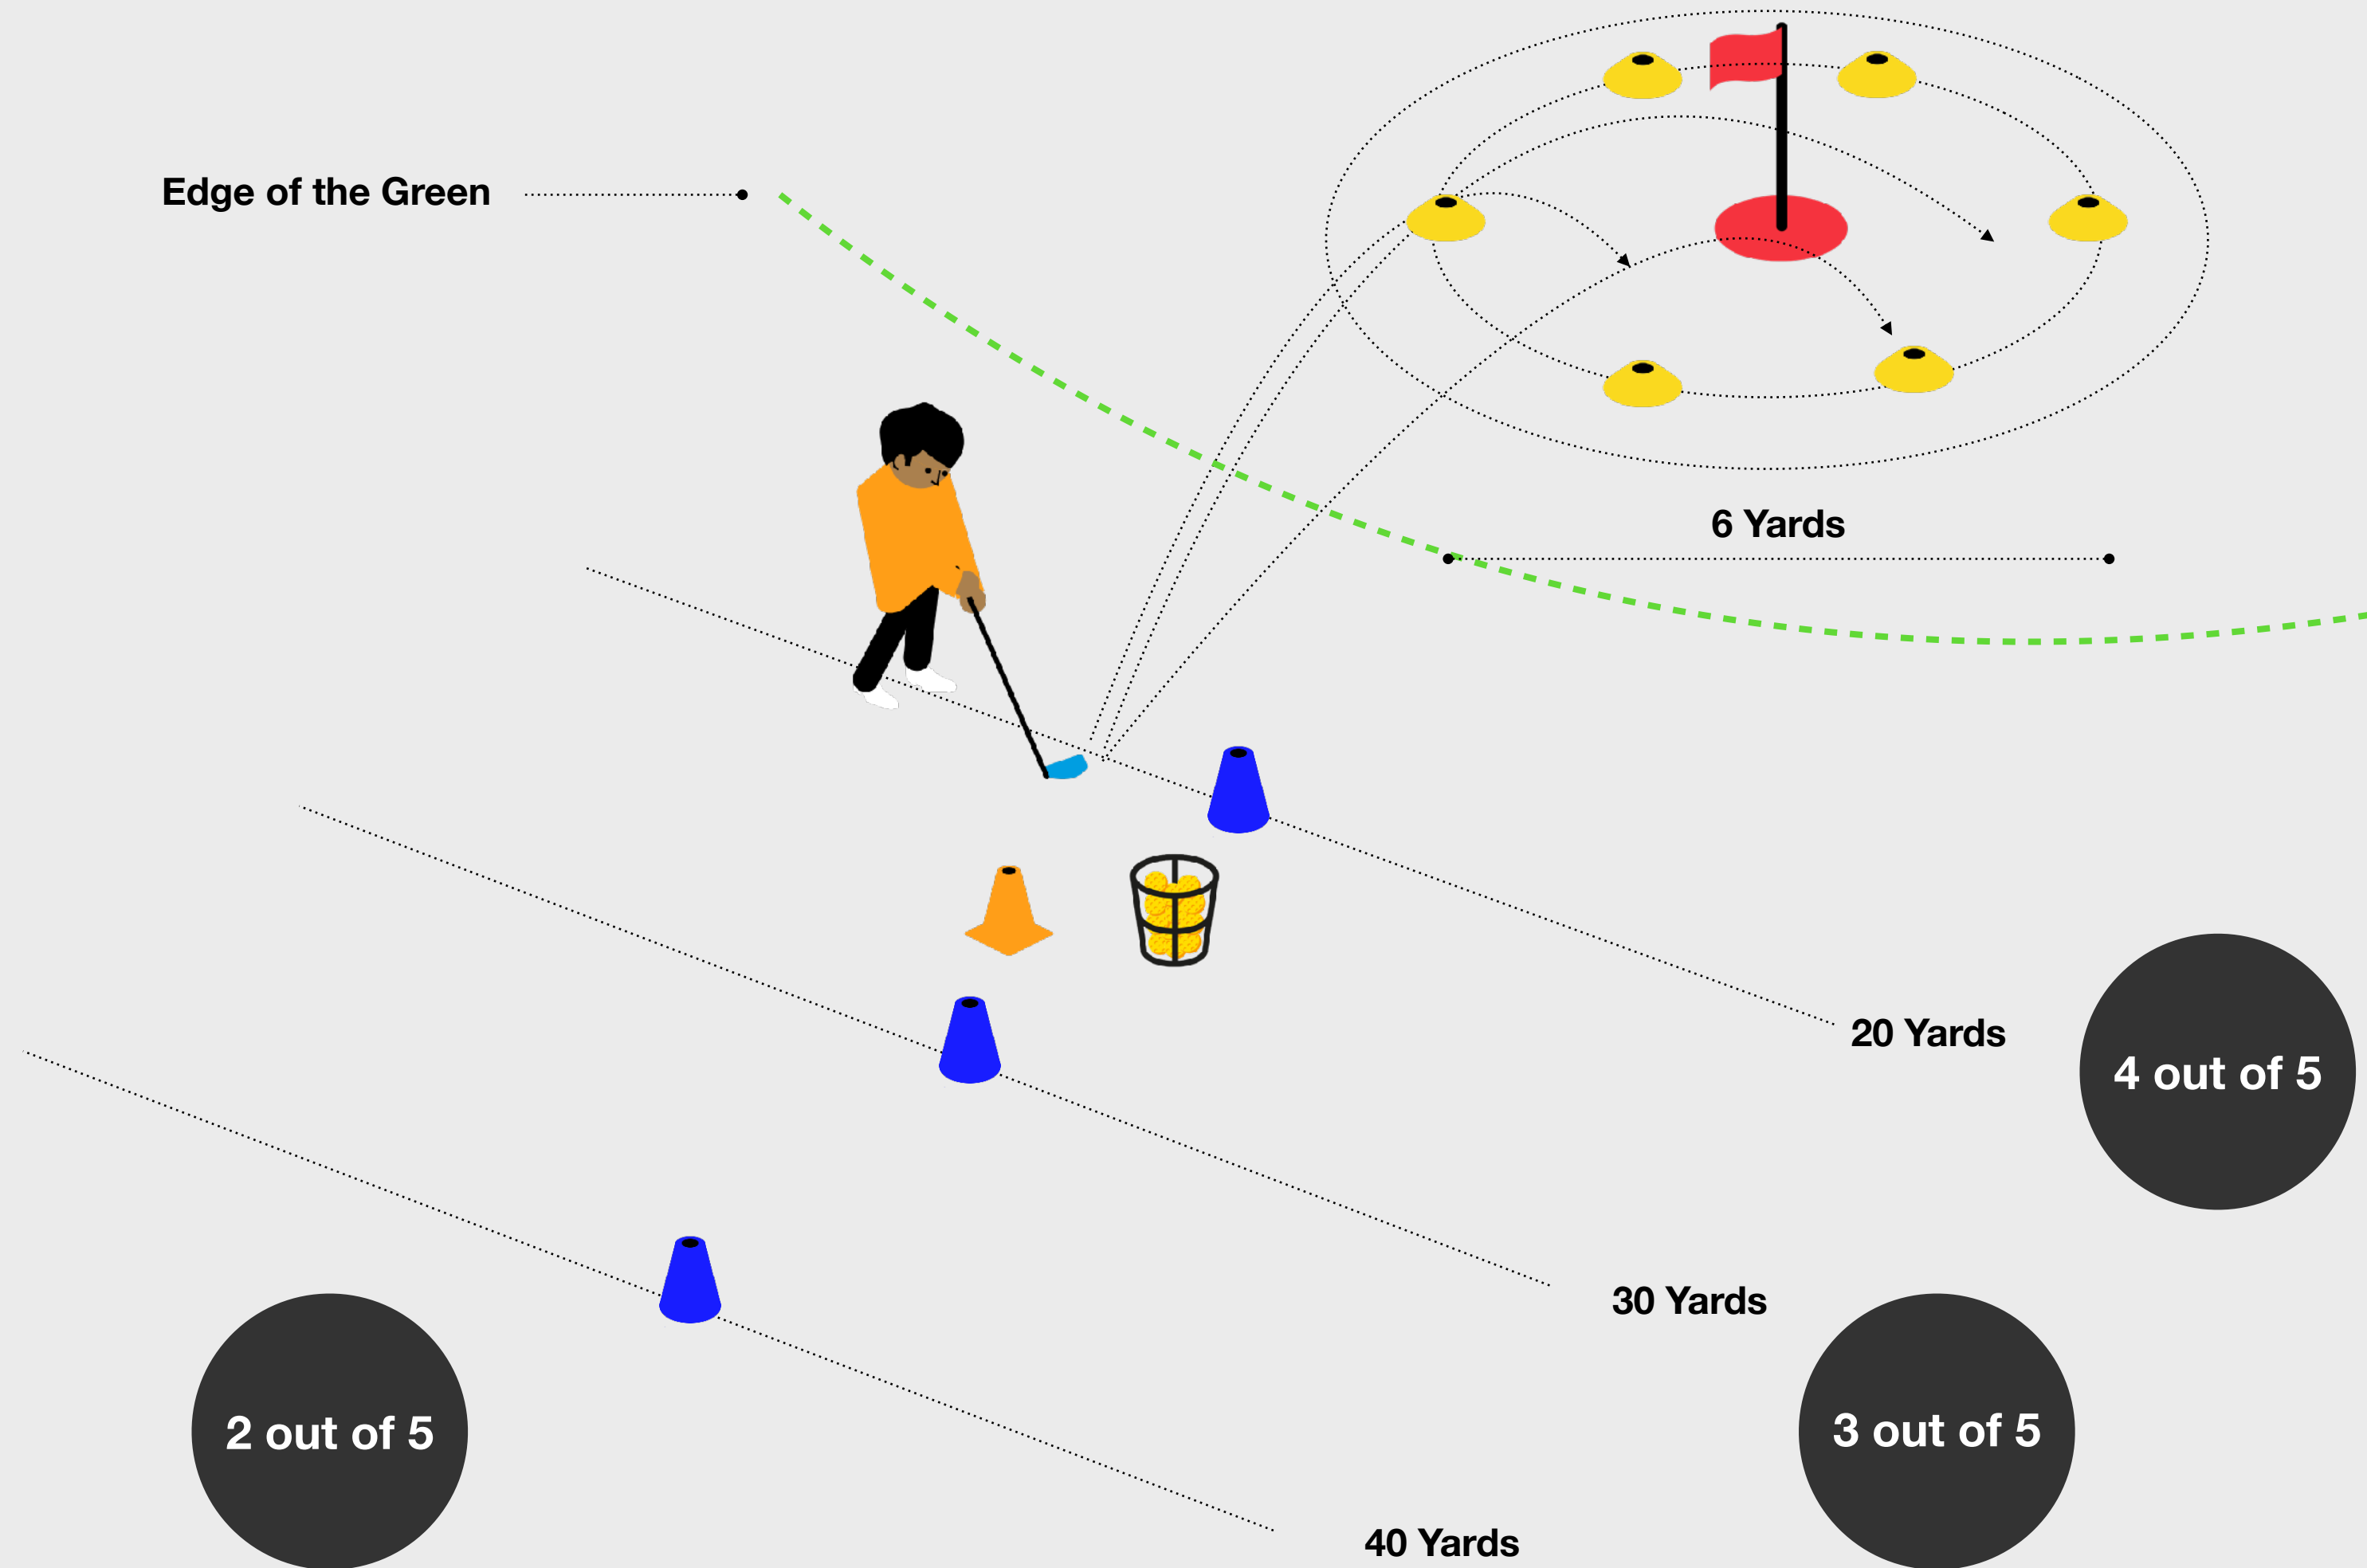 Edge of the Green
6 Yards
20 Yards
4 out of 5
30 Yards
3 out of 5
2 out of 5
40 Yards